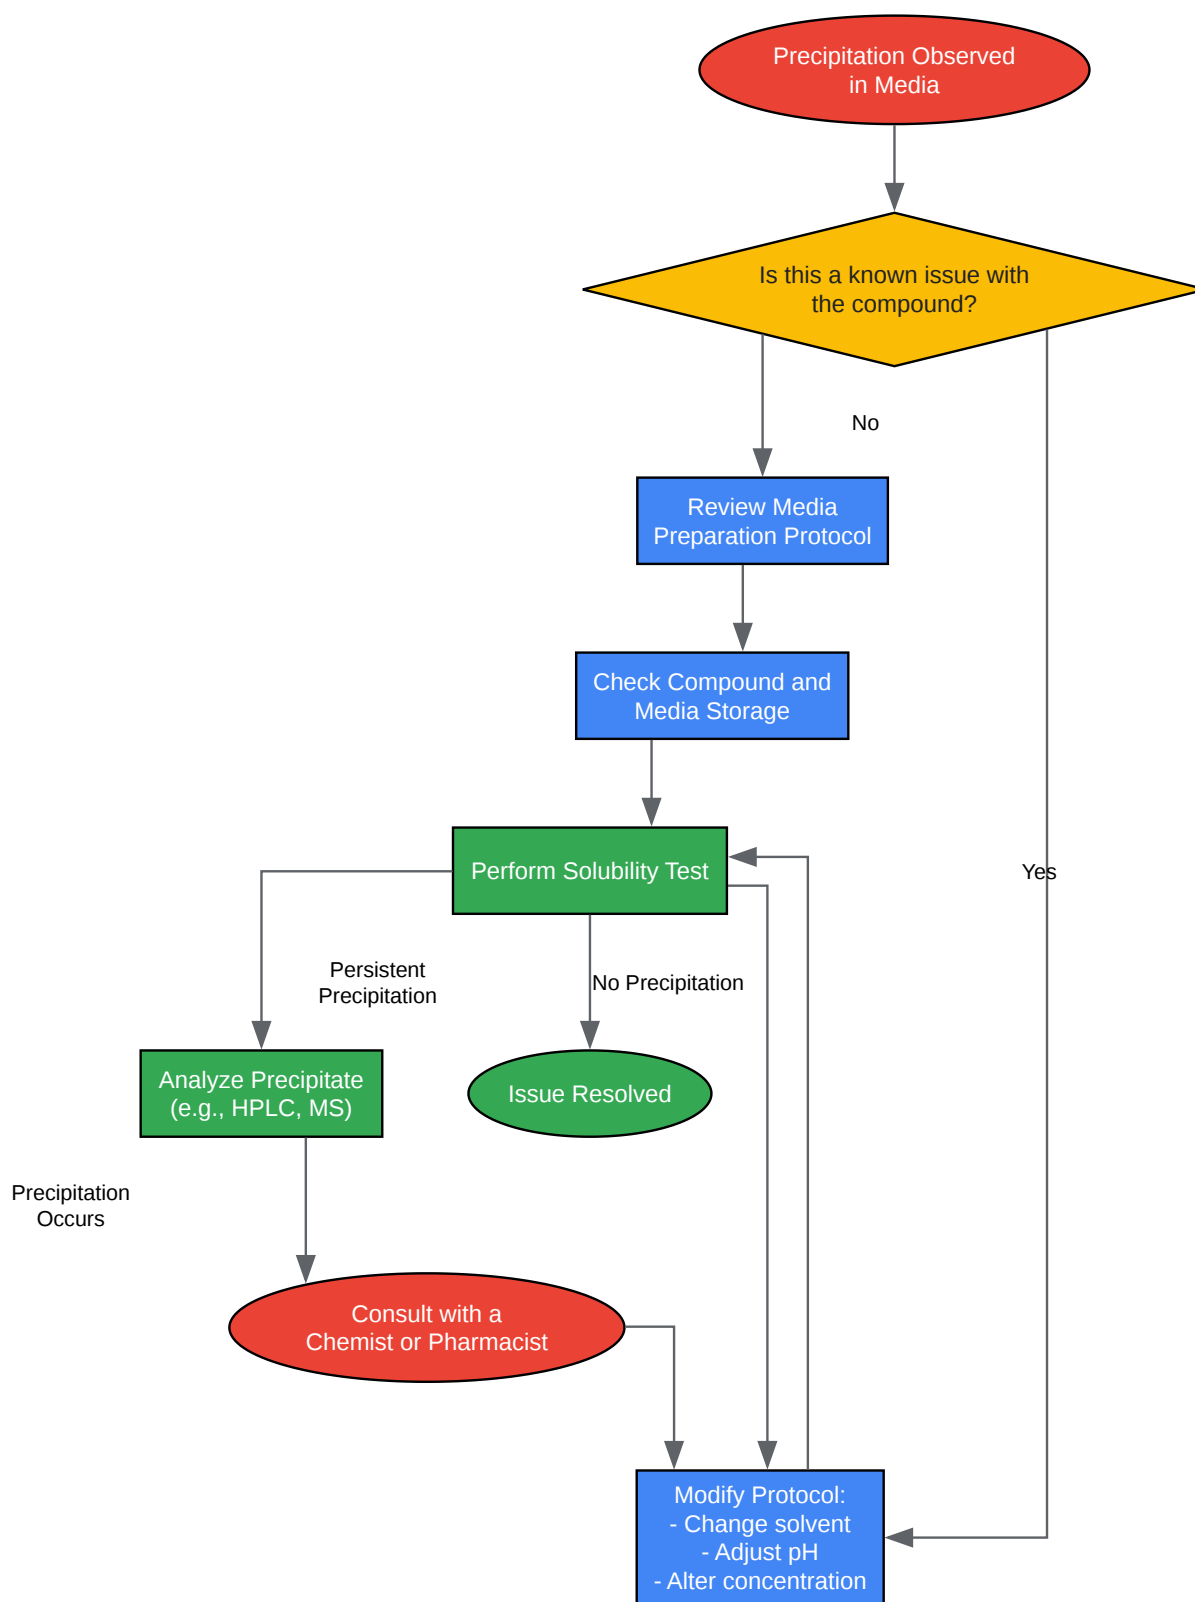 Precipitation Observed
in Media
Is this a known issue with
the compound?
No
Review Media
Preparation Protocol
Check Compound and
Media Storage
Perform Solubility Test
Yes
Persistent
Precipitation
No Precipitation
Analyze Precipitate
(e.g., HPLC, MS)
Issue Resolved
Precipitation
Occurs
Consult with a
Chemist or Pharmacist
Modify Protocol:
- Change solvent
- Adjust pH
- Alter concentration